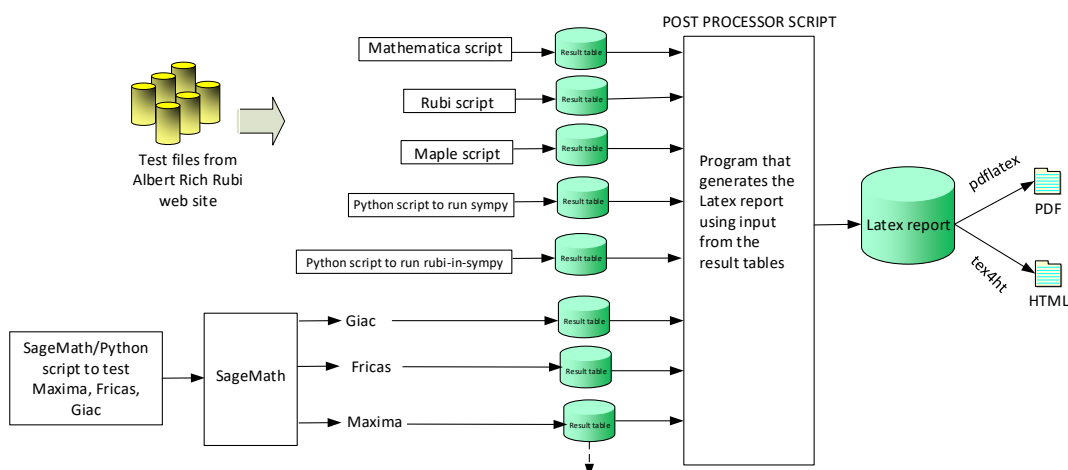 POST PROCESSOR SCRIPT
Mathematica script
Result table
Rubi script
Result table
Maple script
Result table
Python script to run sympy
Result table
Python script to run rubi-in-sympy
Result table
Test files from
Albert Rich Rubi
web site
Program that
generates the
Latex report
using input
from the
result tables
Latex report
pdflatex
PDF
tex4ht
HTML
SageMath/Python
script to test
Maxima, Fricas,
Giac
SageMath
Giac
Result table
Fricas
Result table
Maxima
Result table